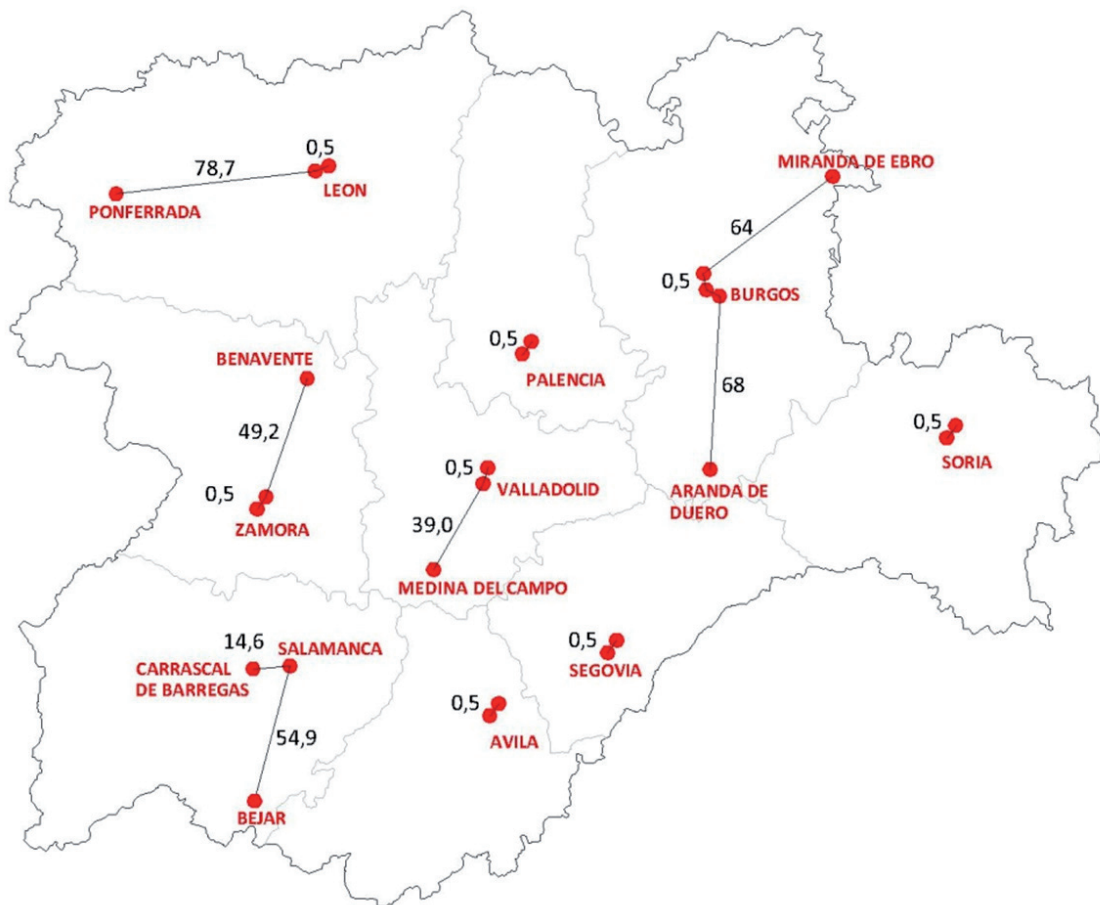 0,5
78,7
LEON
PONFERRADA
MIRANDA DE EBRO
64
0,5
BURGOS
BENAVENTE
0,5
PALENCIA
68
49,2
0,5
SORIA
0,5
VALLADOLID
ARANDA DE
DUERO
0,5
ZAMORA
39,0
MEDINA DEL CAMPO
14,6
SALAMANCA
CARRASCAL
DE BARREGAS
0,5
SEGOVIA
0,5
AVILA
54,9
BEJAR